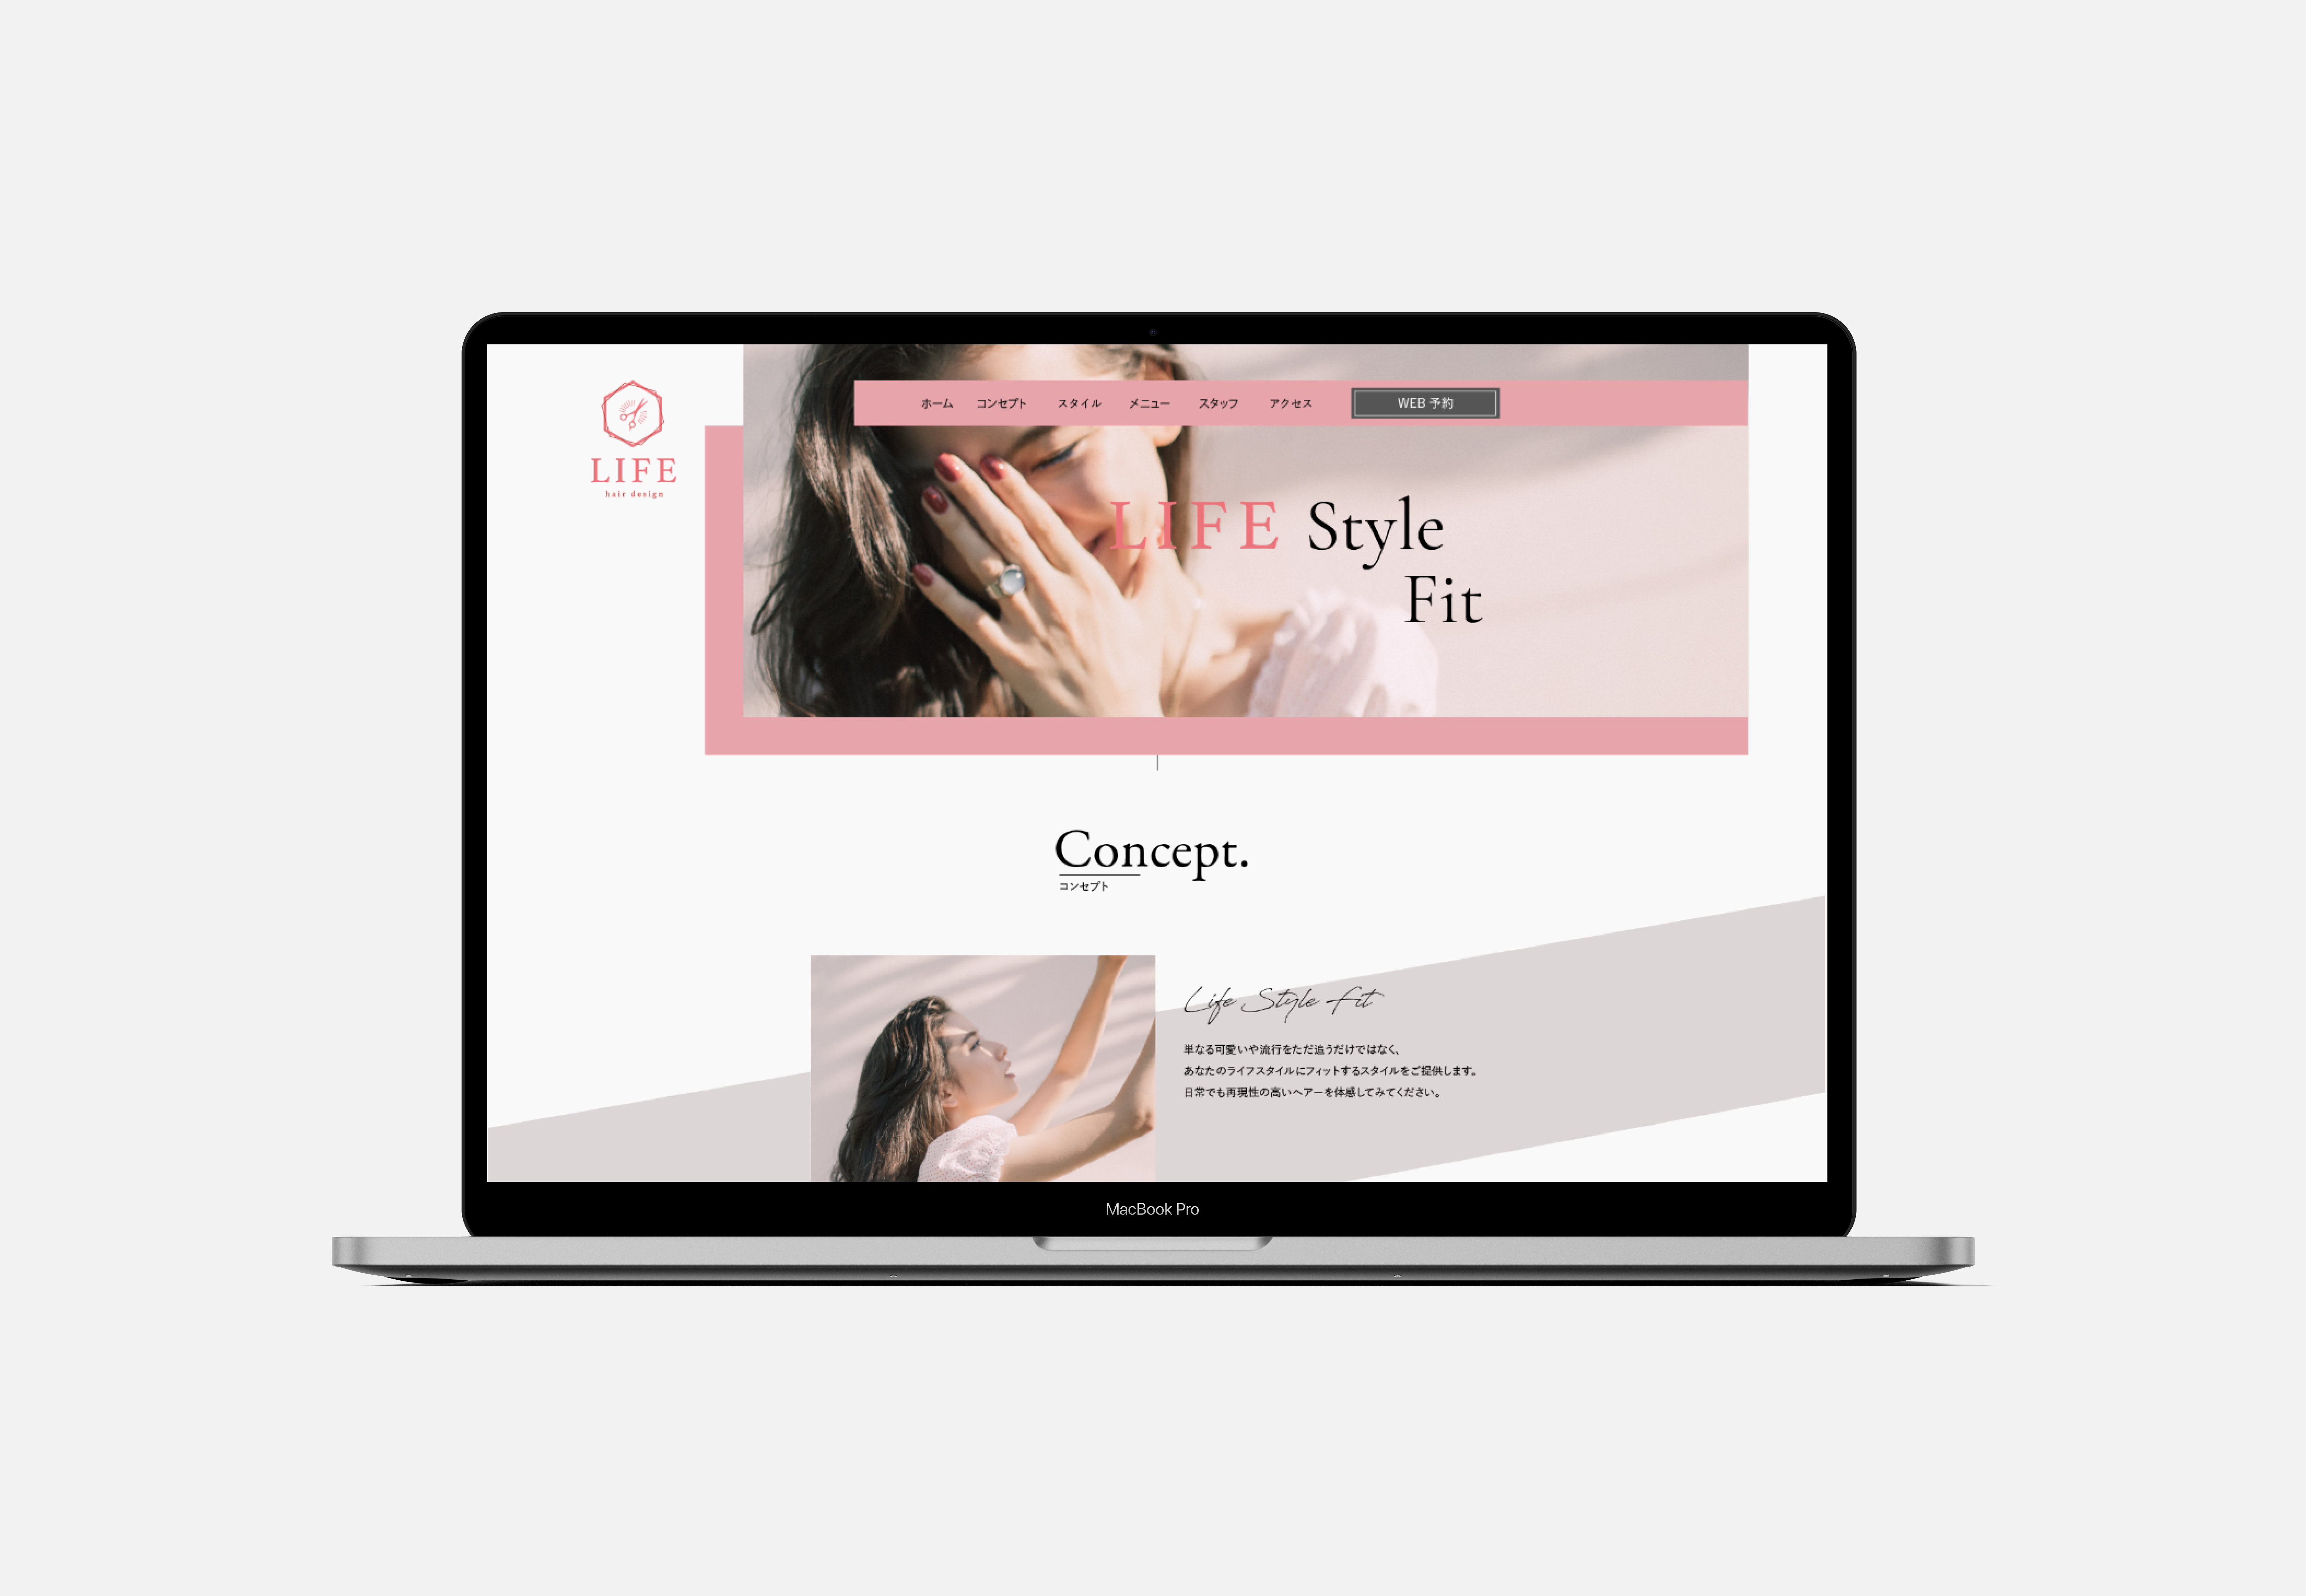 LIFE
hair design
ホーム コンセプト スタイル メニュー スタッフ アクセス WEB 予約
LIFE Style
Fit
Concept.
コンセプト
Life Style Fit
単なる可愛いや流行をただ追うだけではなく、
あなたのライフスタイルにフィットするスタイルをご提供します。
日常でも再現性の高いヘアーを体感してみてください。
MacBook Pro